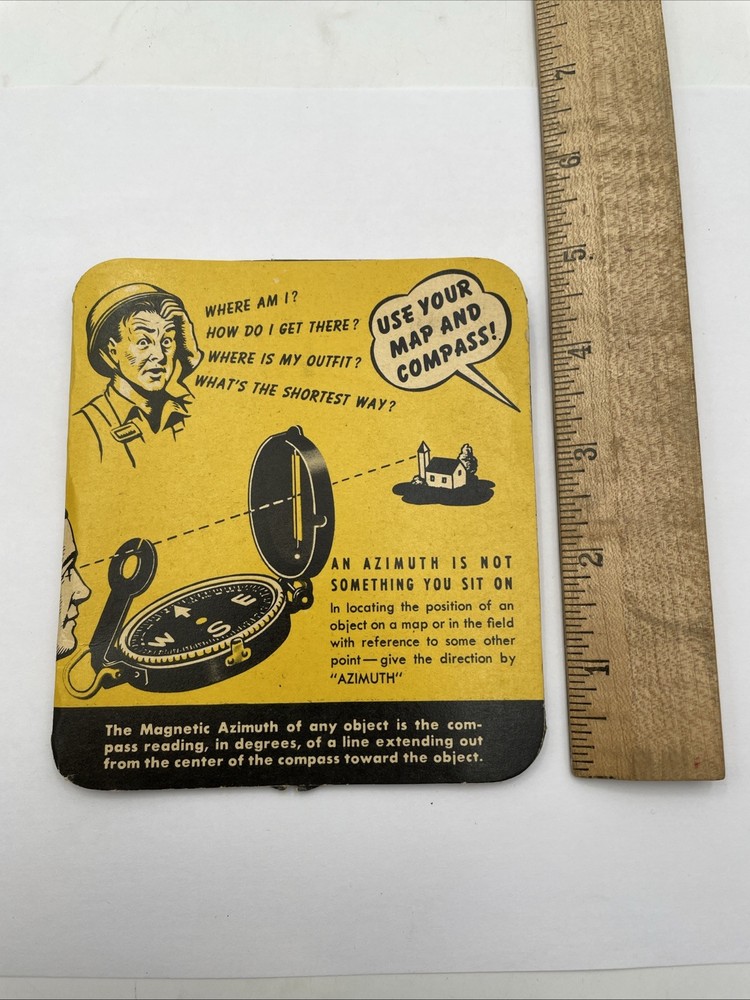 WHERE AM I?
HOW DO I GET THERE?
WHERE IS MY OUTFIT?
WHAT'S THE SHORTEST WAY?
USE YOUR
MAP AND
COMPASS!
W
S
E
AN AZIMUTH IS NOT
SOMETHING YOU SIT ON
In locating the position of an
object on a map or in the field
with reference to some other
point—give the direction by
"AZIMUTH"
The Magnetic Azimuth of any object is the com-
pass reading, in degrees, of a line extending out
from the center of the compass toward the object.
7
6
5
4
3
2
1